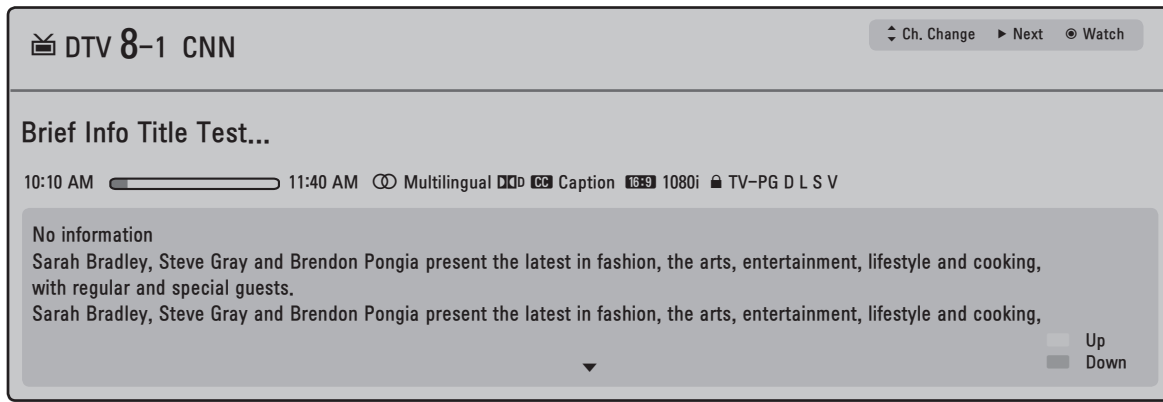 DTV 8-1 CNN
Ch. Change Next Watch
Brief Info Title Test...
10:10 AM 11:40 AM Multilingual DD D CC Caption 16:9 1080i TV-PG D L S V
No information
Sarah Bradley, Steve Gray and Brendon Pongia present the latest in fashion, the arts, entertainment, lifestyle and cooking,
with regular and special guests.
Sarah Bradley, Steve Gray and Brendon Pongia present the latest in fashion, the arts, entertainment, lifestyle and cooking,
Up
Down